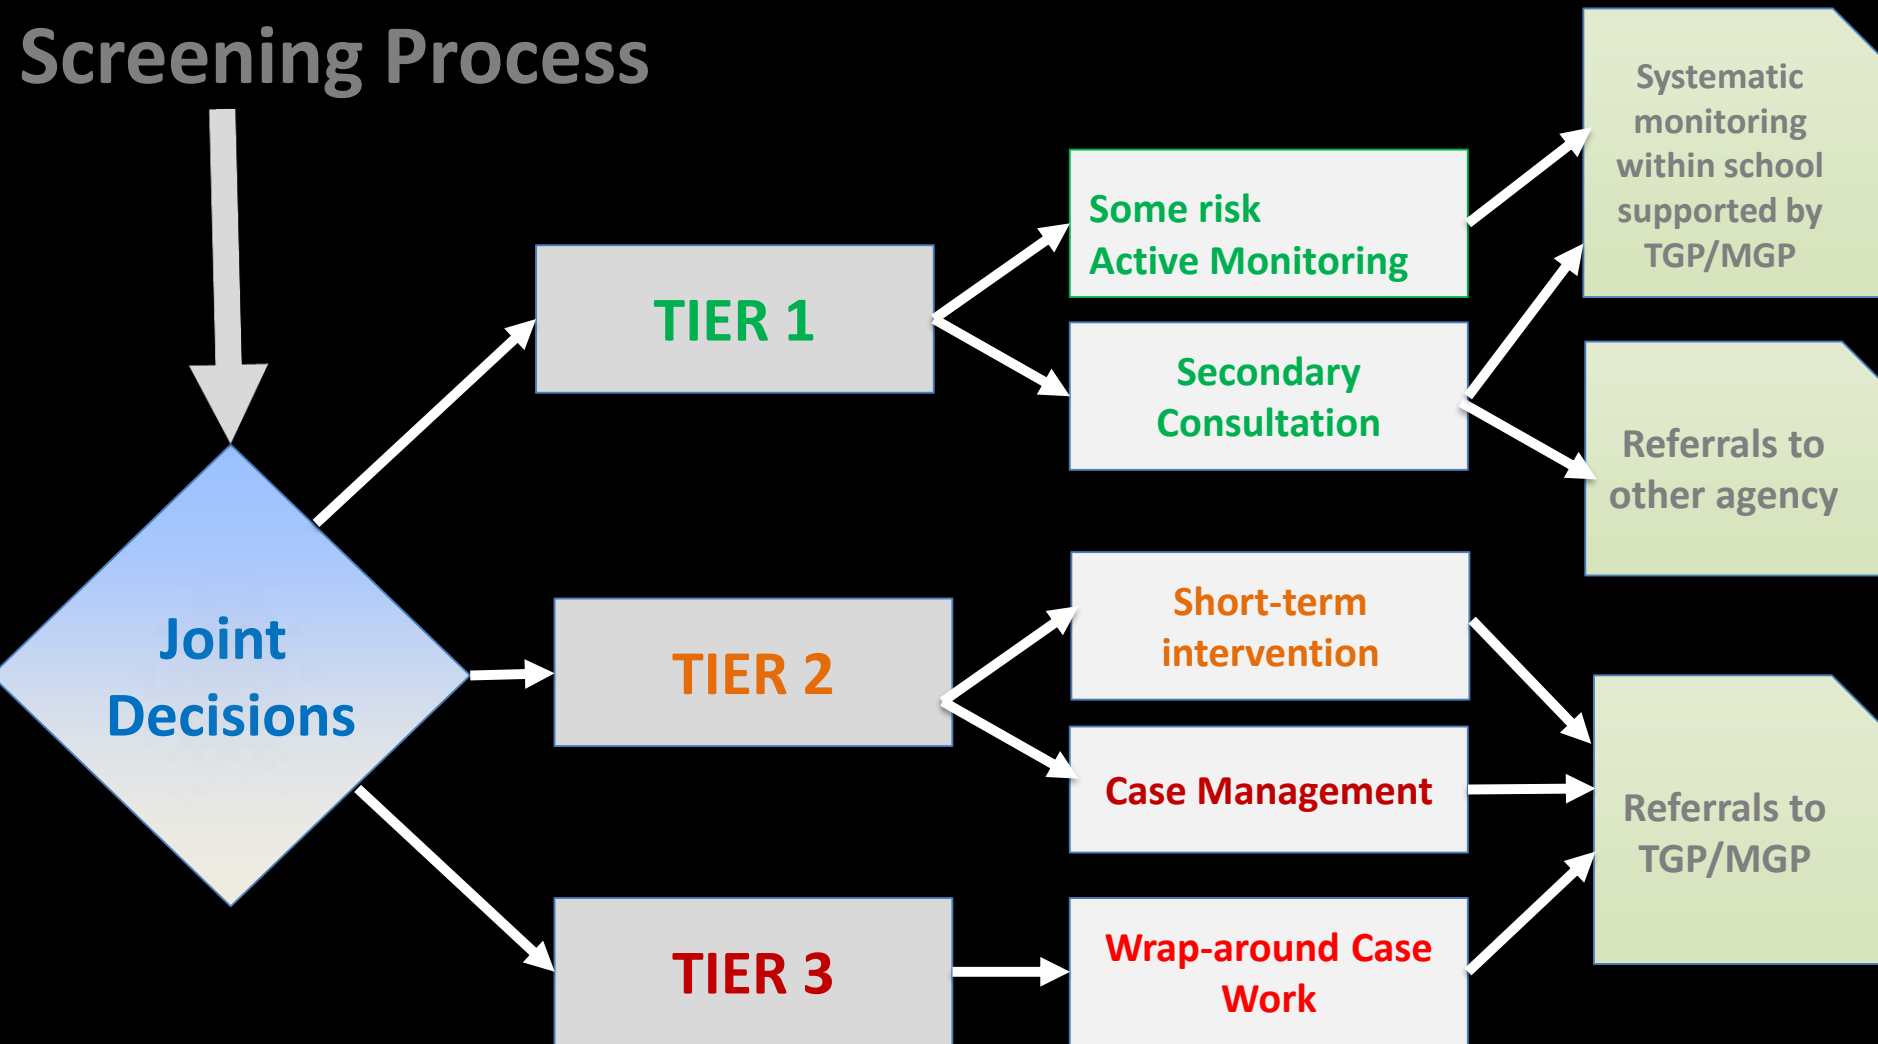 Screening Process
Joint
Decisions
TIER 1
Some risk
Active Monitoring
Secondary
Consultation
Systematic
monitoring
within school
supported by
TGP/MGP
Referrals to
other agency
TIER 2
Short-term
intervention
Case Management
Referrals to
TGP/MGP
TIER 3
Wrap-around Case
Work